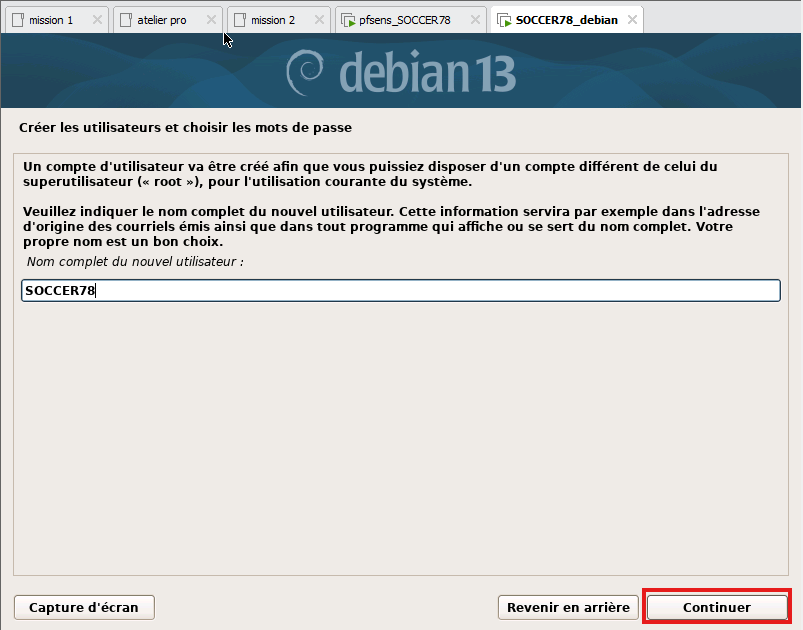 mission 1
atelier pro
mission 2
pfsens_SOCCER78
SOCCER78_debian
debian 13
Créer les utilisateurs et choisir les mots de passe
Un compte d'utilisateur va être créé afin que vous puissiez disposer d'un compte différent de celui du
superutilisateur (« root »), pour l'utilisation courante du système.
Veuillez indiquer le nom complet du nouvel utilisateur. Cette information servira par exemple dans l'adresse
d'origine des courriels émis ainsi que dans tout programme qui affiche ou se sert du nom complet. Votre
propre nom est un bon choix.
Nom complet du nouvel utilisateur :
SOCCER78
Capture d'écran
Revenir en arrière
Continuer